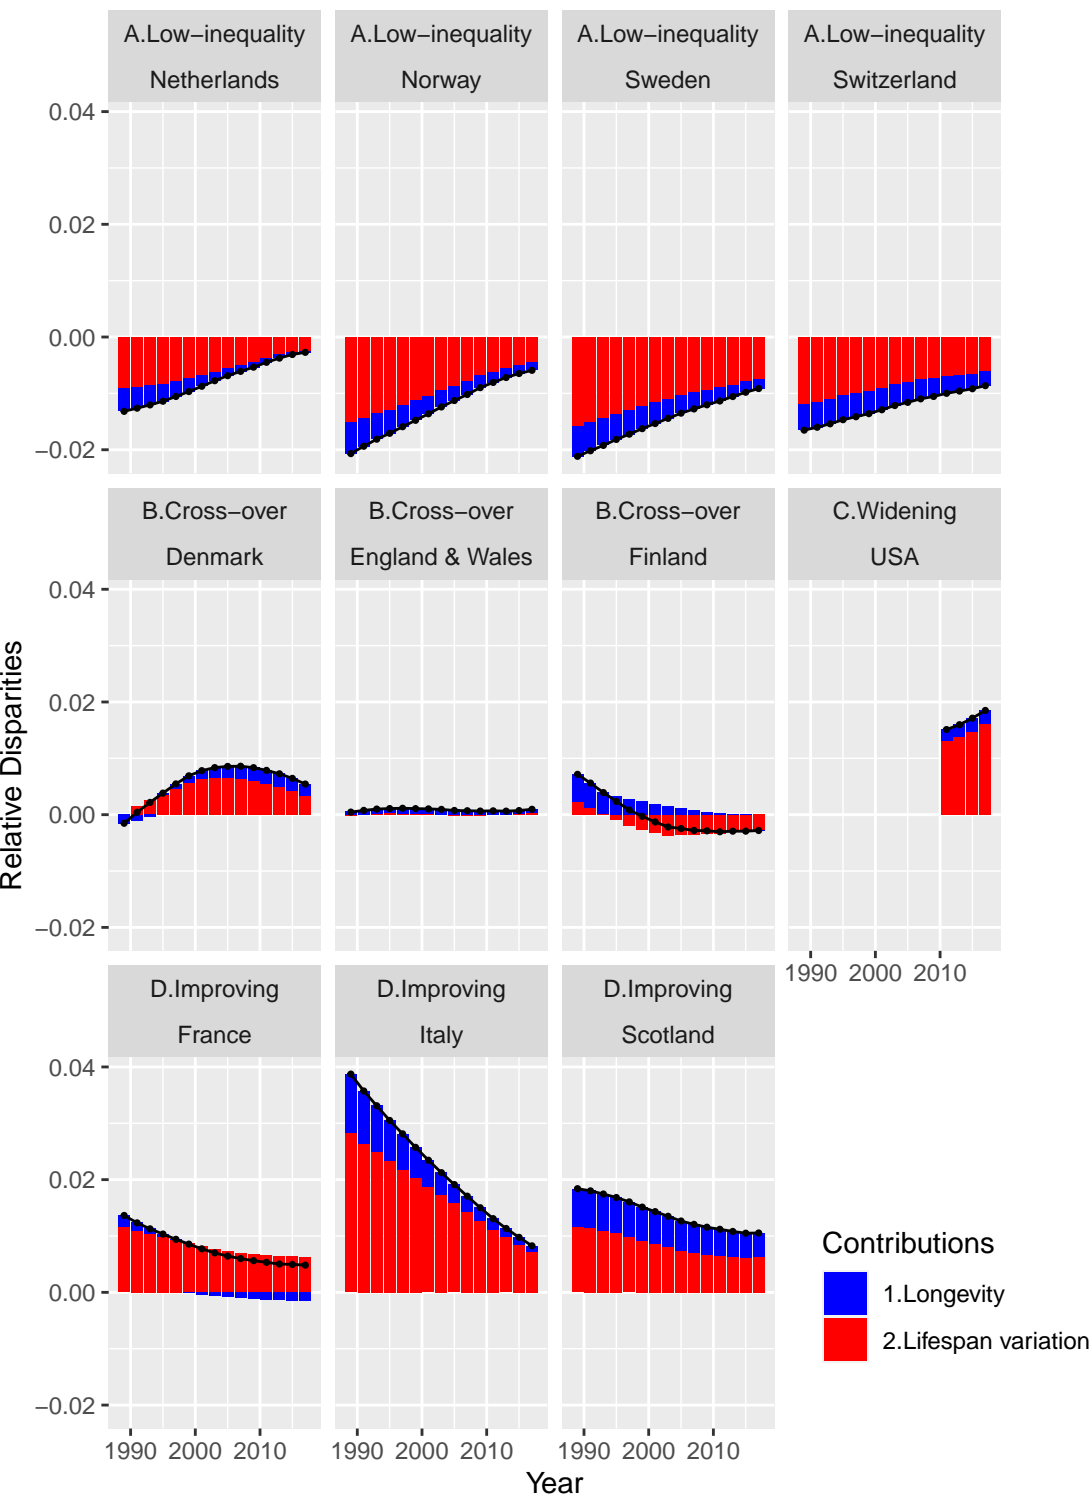 A.Low−inequality A.Low−inequality A.Low−inequality A.Low−inequality
Netherlands Norway Sweden Switzerland
0.04
0.02
0.00
−0.02
B.Cross−over B.Cross−over B.Cross−over C.Widening
Denmark England & Wales Finland USA
0.04
0.02
0.00
−0.02
1990 2000 2010
D.Improving D.Improving D.Improving
France Italy Scotland
0.04
0.02
0.00
−0.02
1990 2000 2010 1990 2000 2010 1990 2000 2010
Year
Relative Disparities
Contributions
1.Longevity
2.Lifespan variation